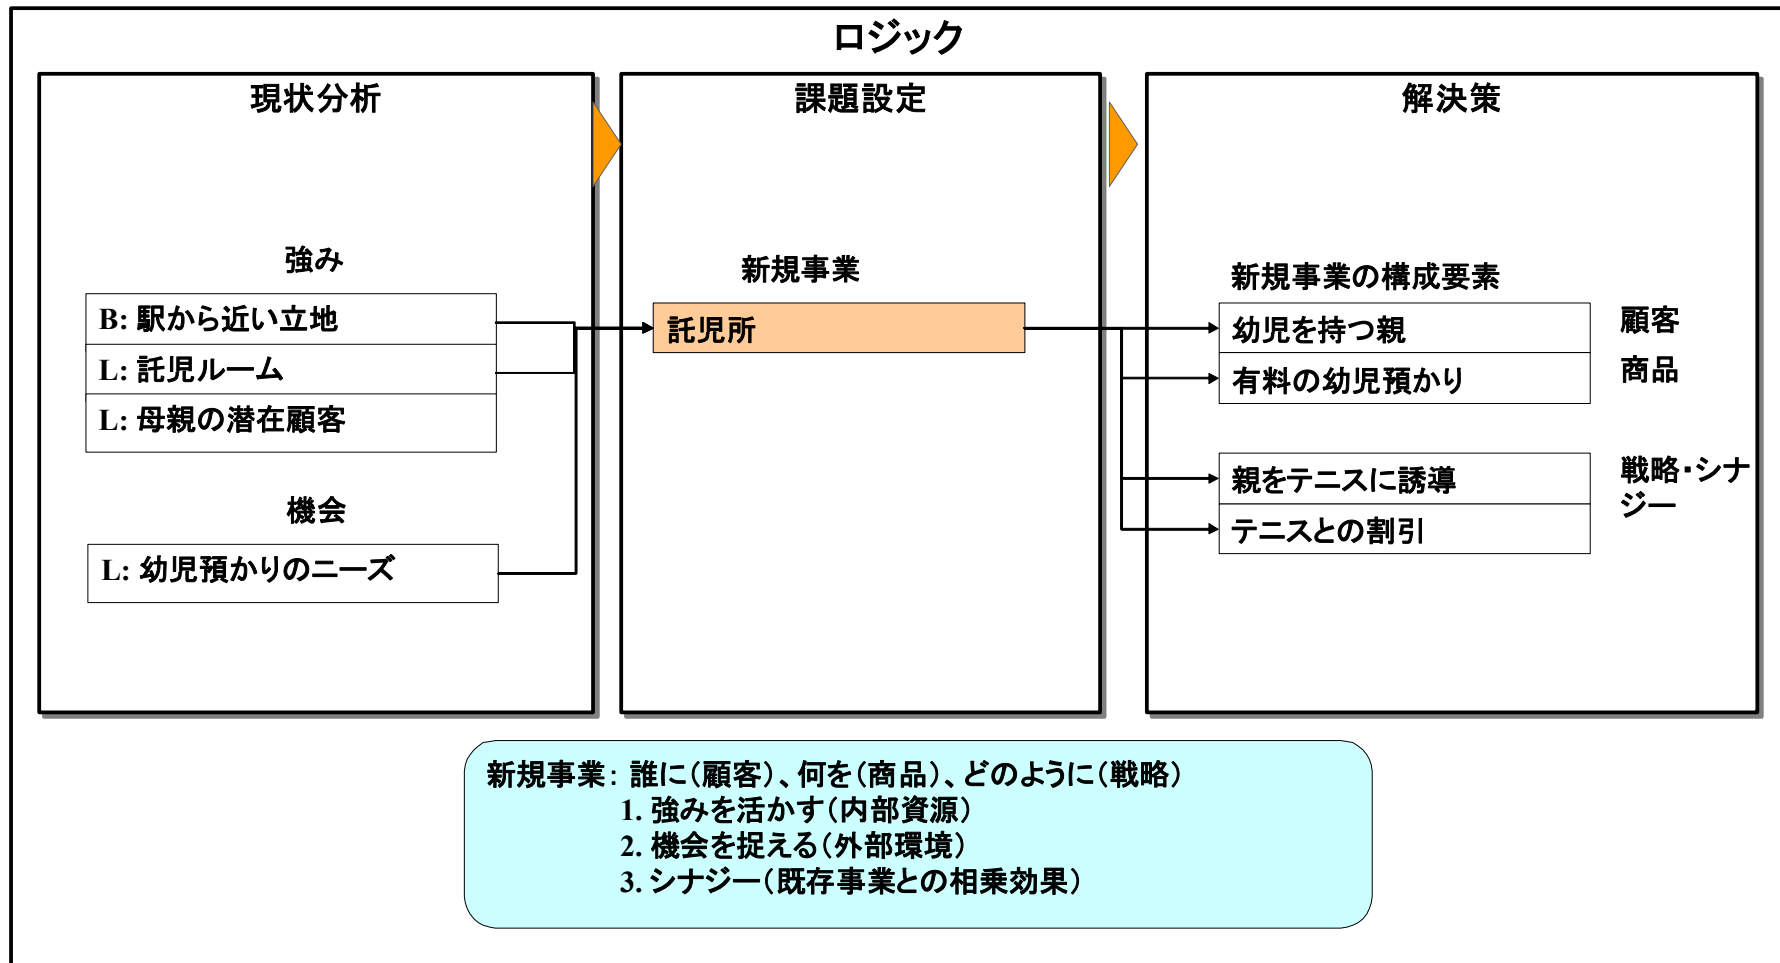 ロジック
現状分析
強み
B: 駅から近い立地
L: 託児ルーム
L: 母親の潜在顧客
機会
L: 幼児預かりのニーズ
課題設定
新規事業
託児所
解決策
新規事業の構成要素
幼児を持つ親
顧客
有料の幼児預かり
商品
親をテニスに誘導
テニスとの割引
戦略・シナ
ジー
新規事業： 誰に（顧客）、何を（商品）、どのように（戦略）
1. 強みを活かす（内部資源）
2. 機会を捉える（外部環境）
3. シナジー（既存事業との相乗効果）